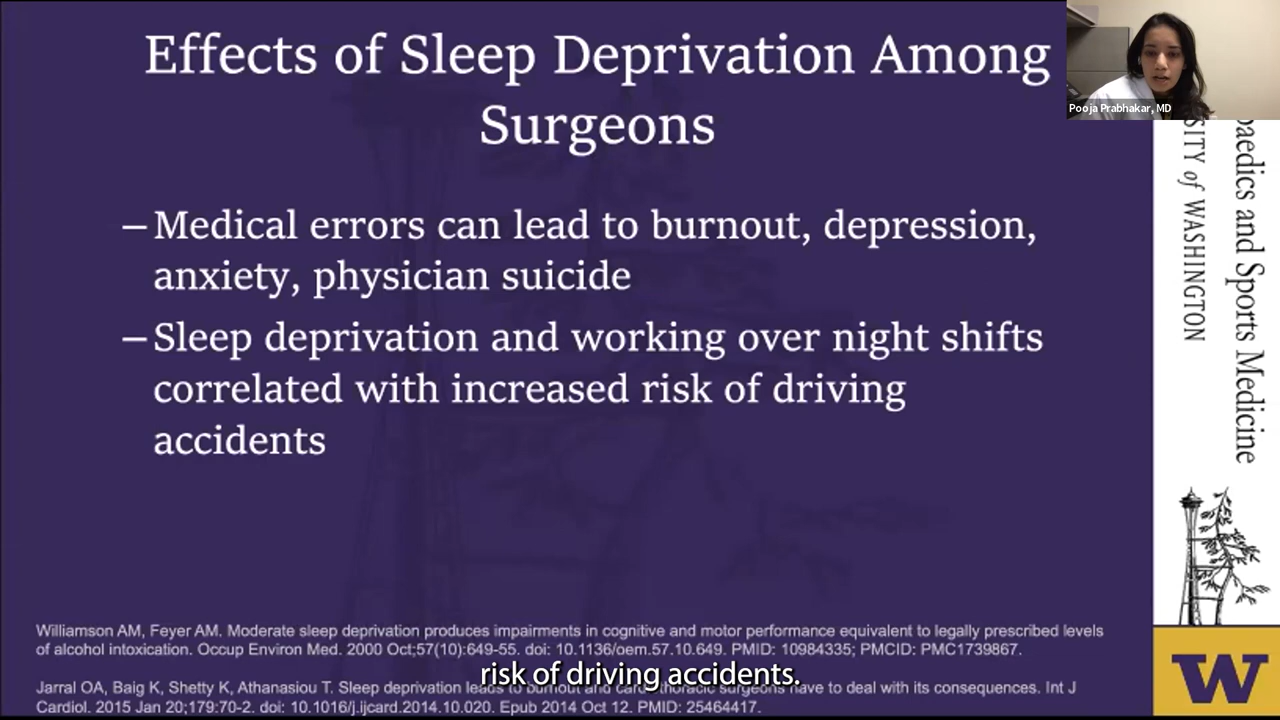 Effects of Sleep Deprivation Among
Surgeons
Pooja Prabhakar, MD
– Medical errors can lead to burnout, depression,
anxiety, physician suicide
– Sleep deprivation and working over night shifts
correlated with increased risk of driving
accidents
Williamson AM, Feyer AM. Moderate sleep deprivation produces impairments in cognitive and motor performance equivalent to legally prescribed levels
of alcohol intoxication. Occup Environ Med. 2000 Oct;57(10):649-55. doi: 10.1136/oem.57.10.649. PMID: 10984335; PMCID: PMC1739867.
risk of driving accidents.
Jarral OA, Baig K, Shetty K, Athanasiou T. Sleep deprivation leads to burnout and cardiothoracic surgeons have to deal with its consequences. Int J
Cardiol. 2015 Jan 20;179:70-2. doi: 10.1016/j.ijcard.2014.10.020. Epub 2014 Oct 12. PMID: 25464417.
and Sports Medicine
of WASHINGTON
W